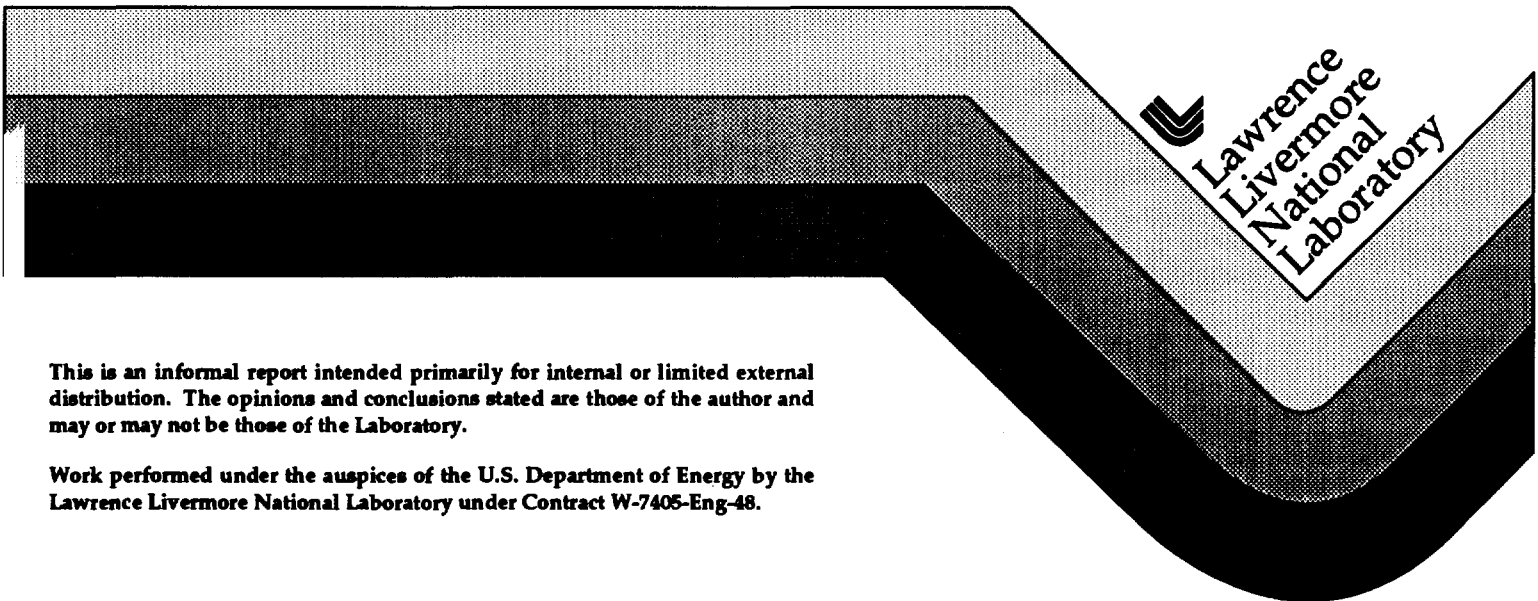 Lawrence
Livermore
National
Laboratory
This is an informal report intended primarily for internal or limited external
distribution. The opinions and conclusions stated are those of the author and
may or may not be those of the Laboratory.
Work performed under the auspices of the U.S. Department of Energy by the
Lawrence Livermore National Laboratory under Contract W-7405-Eng-48.